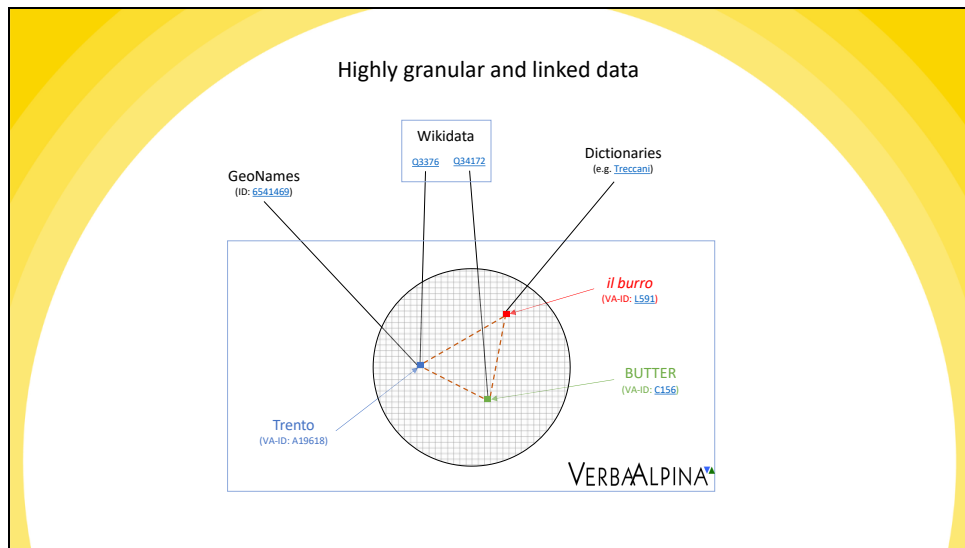 Highly granular and linked data
Wikidata
Q3376 Q34172
Dictionaries
(e.g. Treccani)
GeoNames
(ID: 6541469)
il burro
(VA-ID: L591)
BUTTER
(VA-ID: C156)
Trento
(VA-ID: A19618)
VERBAALPINA